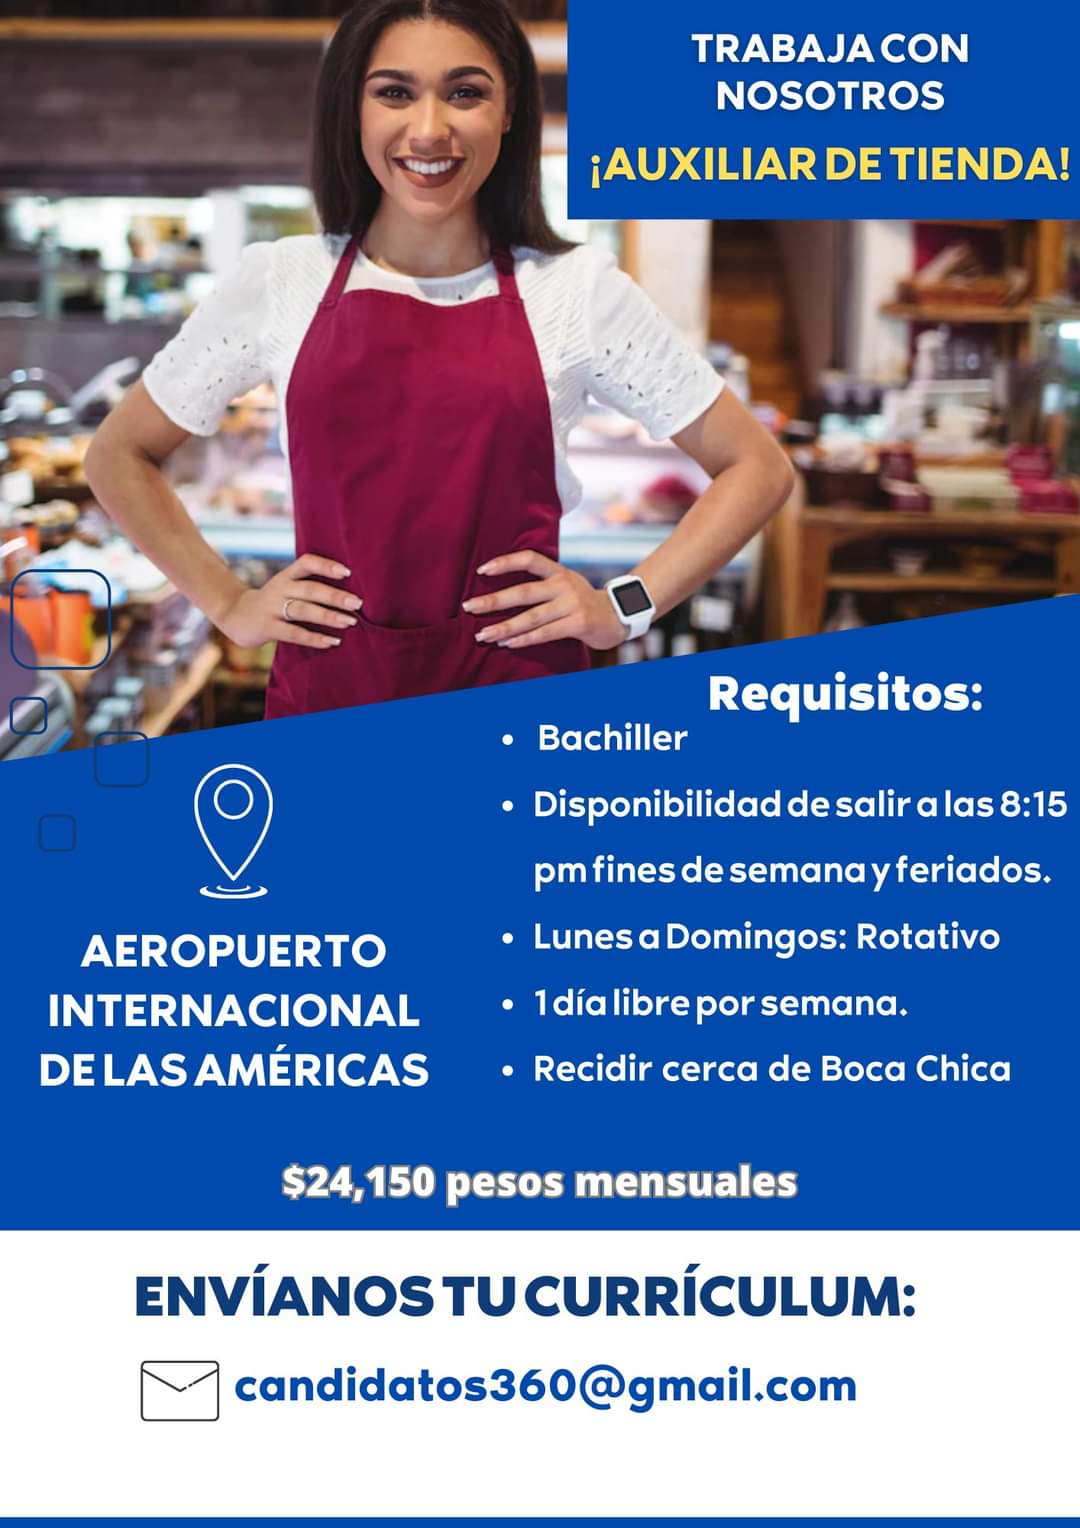 TRABAJA CON
NOSOTROS
¡AUXILIAR DE TIENDA!
Requisitos:
• Bachiller
• Disponibilidad de salir a las 8:15
pm fines de semana y feriados.
• Lunes a Domingos: Rotativo
• 1 día libre por semana.
• Recidir cerca de Boca Chica
AEROPUERTO
INTERNACIONAL
DE LAS AMÉRICAS
$24,150 pesos mensuales
ENVÍANOS TU CURRÍCULUM:
candidatos360@gmail.com